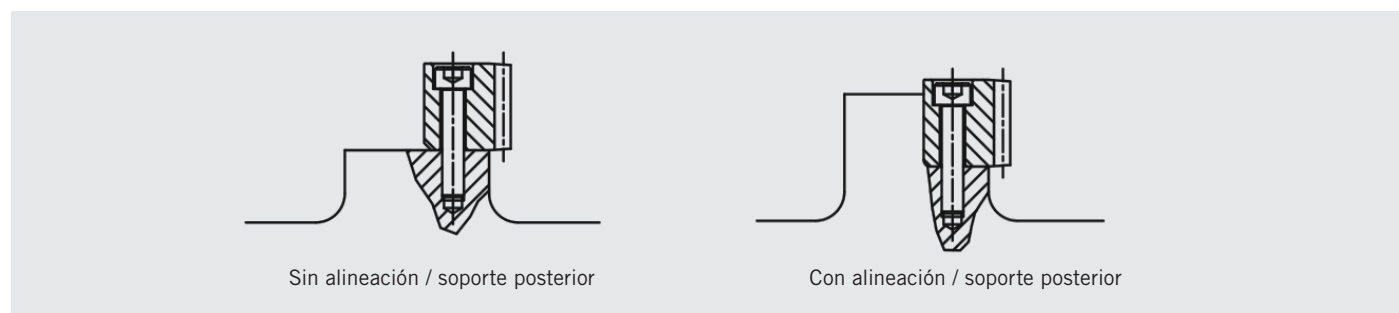 Sin alineación / soporte posterior
Con alineación / soporte posterior